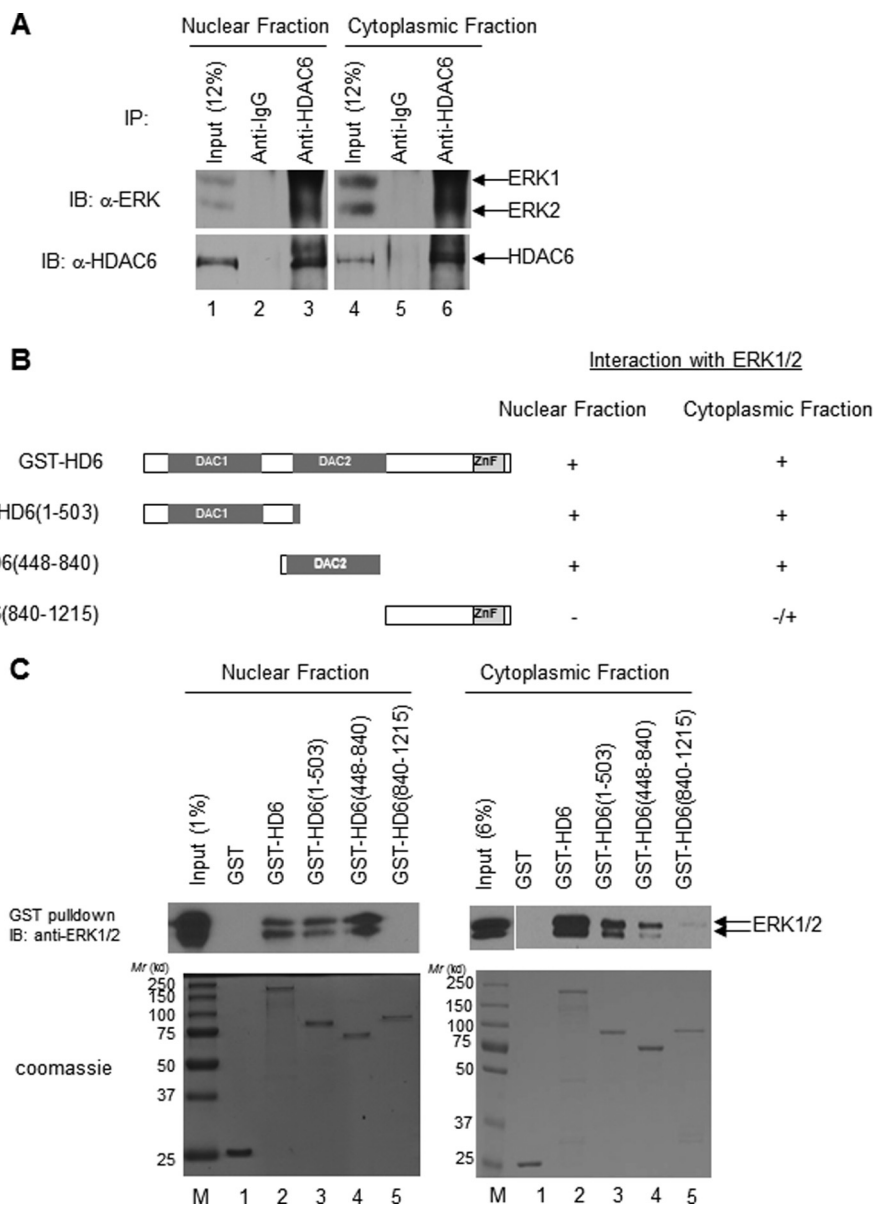 A
Nuclear Fraction Cytoplasmic Fraction
IP: Input (12%) Anti-IgG Anti-HDAC6 Input (12%) Anti-IgG Anti-HDAC6
IB: α-ERK ERK1
ERK2
IB: α-HDAC6 HDAC6
1 2 3 4 5 6
B
Interaction with ERK1/2
Nuclear Fraction Cytoplasmic Fraction
GST-HD6 DAC1 DAC2 ZnF + +
HD6(1-503) DAC1 + +
6(448-840) DAC2 + +
(840-1215) ZnF - -/+
C
Nuclear Fraction Cytoplasmic Fraction
Input (1%) GST GST-HD6 GST-HD6(1-503) GST-HD6(448-840) GST-HD6(840-1215) Input (6%) GST GST-HD6 GST-HD6(1-503) GST-HD6(448-840) GST-HD6(840-1215)
GST pulldown
IB: anti-ERK1/2 ERK1/2
Mr (kd) Mr (kd)
250 250
150 150
100 100
75 75
50 50
37 37
25 25
coomassie
M 1 2 3 4 5 M 1 2 3 4 5